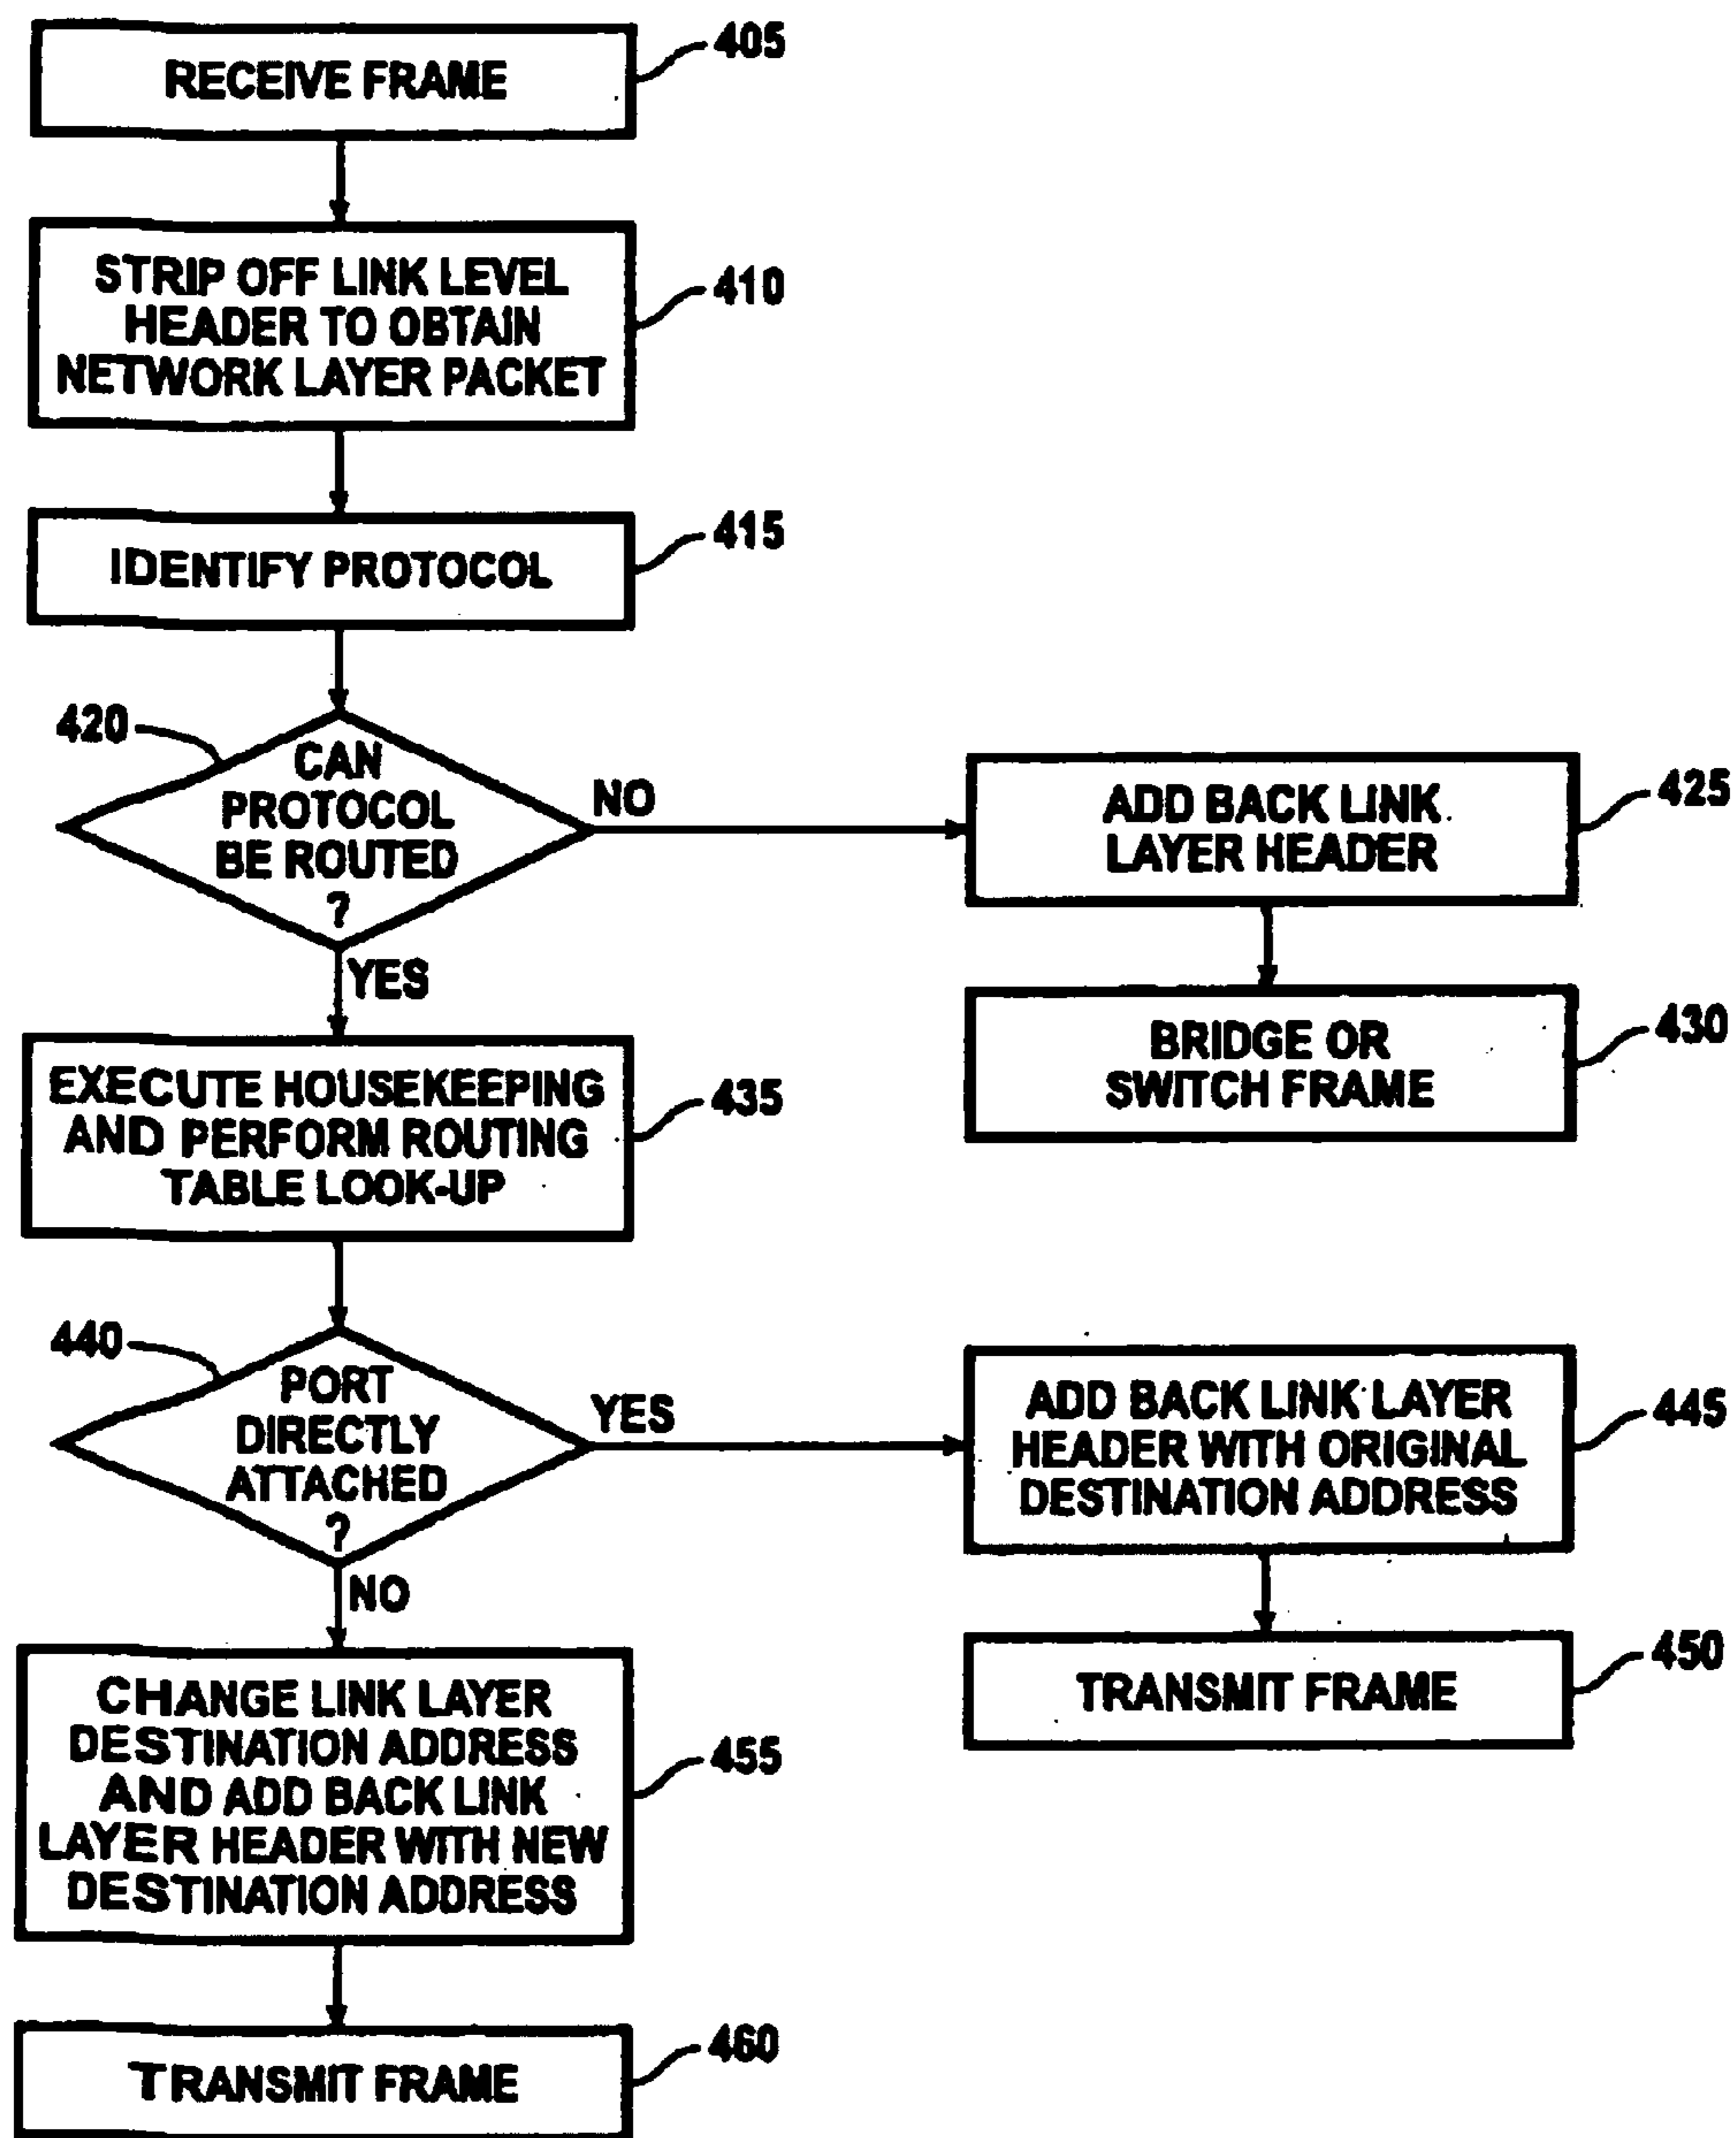 RECEIVE FRAME
405
STRIP OFF LINK LEVEL
HEADER TO OBTAIN
NETWORK LAYER PACKET
410
IDENTIFY PROTOCOL
415
420
CAN
PROTOCOL
BE ROUTED
?
NO
YES
ADD BACK LINK
LAYER HEADER
425
BRIDGE OR
SWITCH FRAME
430
EXECUTE HOUSEKEEPING
AND PERFORM ROUTING
TABLE LOOK-UP
435
440
PORT
DIRECTLY
ATTACHED
?
YES
NO
ADD BACK LINK LAYER
HEADER WITH ORIGINAL
DESTINATION ADDRESS
445
TRANSMIT FRAME
450
CHANGE LINK LAYER
DESTINATION ADDRESS
AND ADD BACK LINK
LAYER HEADER WITH NEW
DESTINATION ADDRESS
455
TRANSMIT FRAME
460